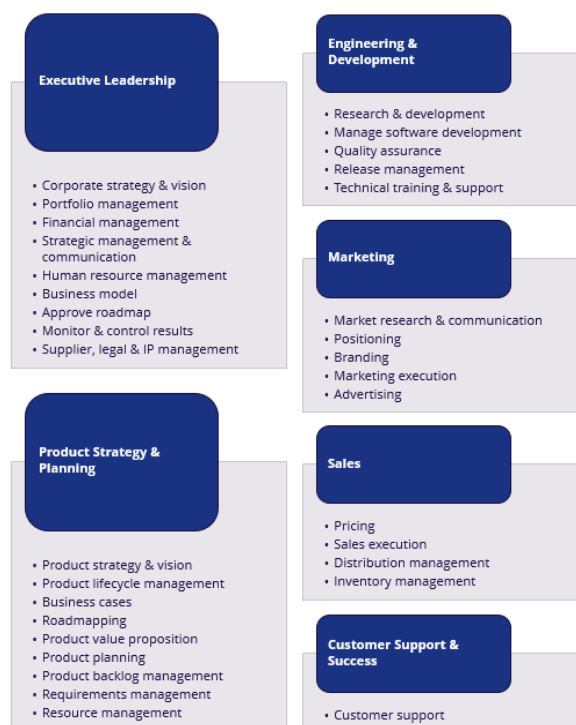 Executive Leadership
• Corporate strategy & vision
• Portfolio management
• Financial management
• Strategic management &
communication
• Human resource management
• Business model
• Approve roadmap
• Monitor & control results
• Supplier, legal & IP management
Product Strategy &
Planning
• Product strategy & vision
• Product lifecycle management
• Business cases
• Roadmapping
• Product value proposition
• Product planning
• Product backlog management
• Requirements management
• Resource management
Engineering &
Development
• Research & development
• Manage software development
• Quality assurance
• Release management
• Technical training & support
Marketing
• Market research & communication
• Positioning
• Branding
• Marketing execution
• Advertising
Sales
• Pricing
• Sales execution
• Distribution management
• Inventory management
Customer Support &
Success
• Customer support